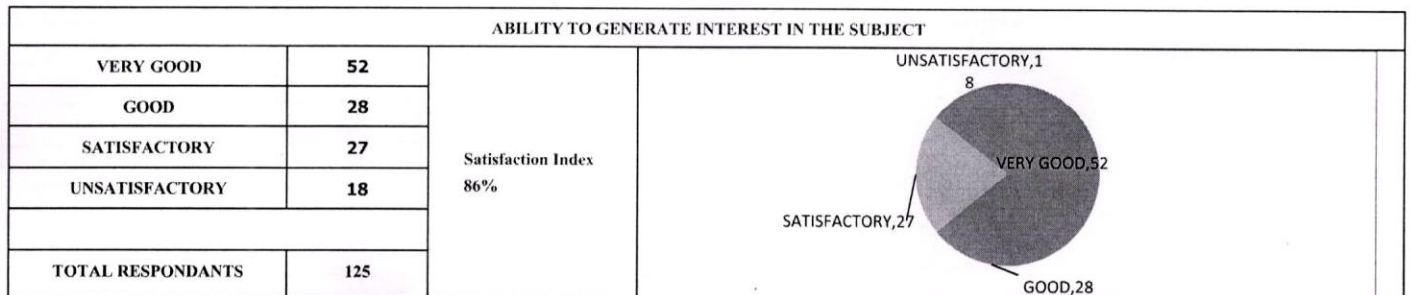 ABILITY TO GENERATE INTEREST IN THE SUBJECT
VERY GOOD 52
GOOD 28
SATISFACTORY 27
UNSATISFACTORY 18
TOTAL RESPONDANTS 125
Satisfaction Index
86%
UNSATISFACTORY,1
8
VERY GOOD,52
SATISFACTORY,27
GOOD,28